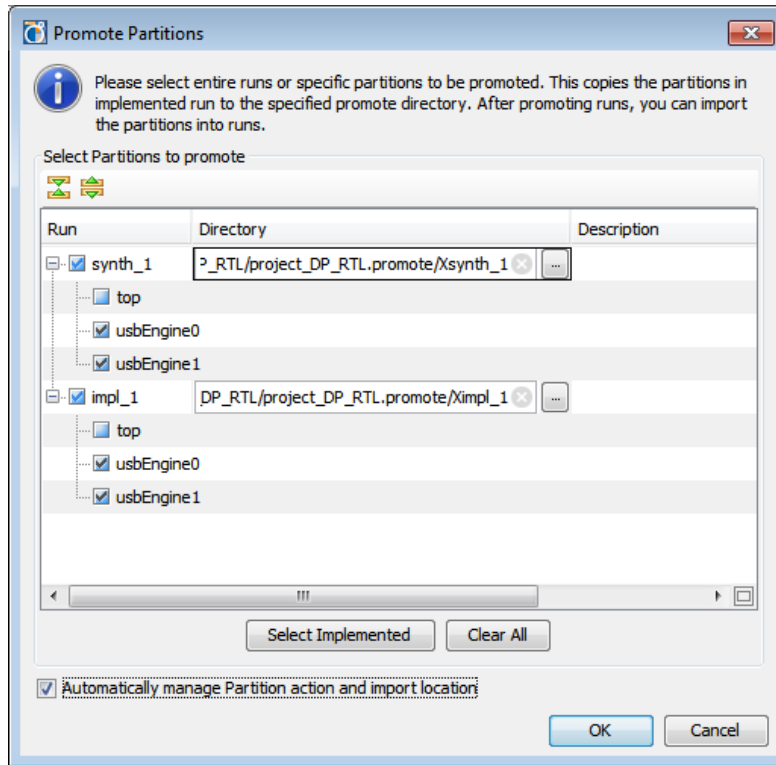 Promote Partitions
Please select entire runs or specific partitions to be promoted. This copies the partitions in
implemented run to the specified promote directory. After promoting runs, you can import
the partitions into runs.
Select Partitions to promote
Run Directory Description
synth_1 P_RTL/project_DP_RTL.promote/Xsynth_1 ...
top
usbEngine0
usbEngine1
impl_1 DP_RTL/project_DP_RTL.promote/Ximpl_1 ...
top
usbEngine0
usbEngine1
Select Implemented Clear All
Automatically manage Partition action and import location
OK Cancel